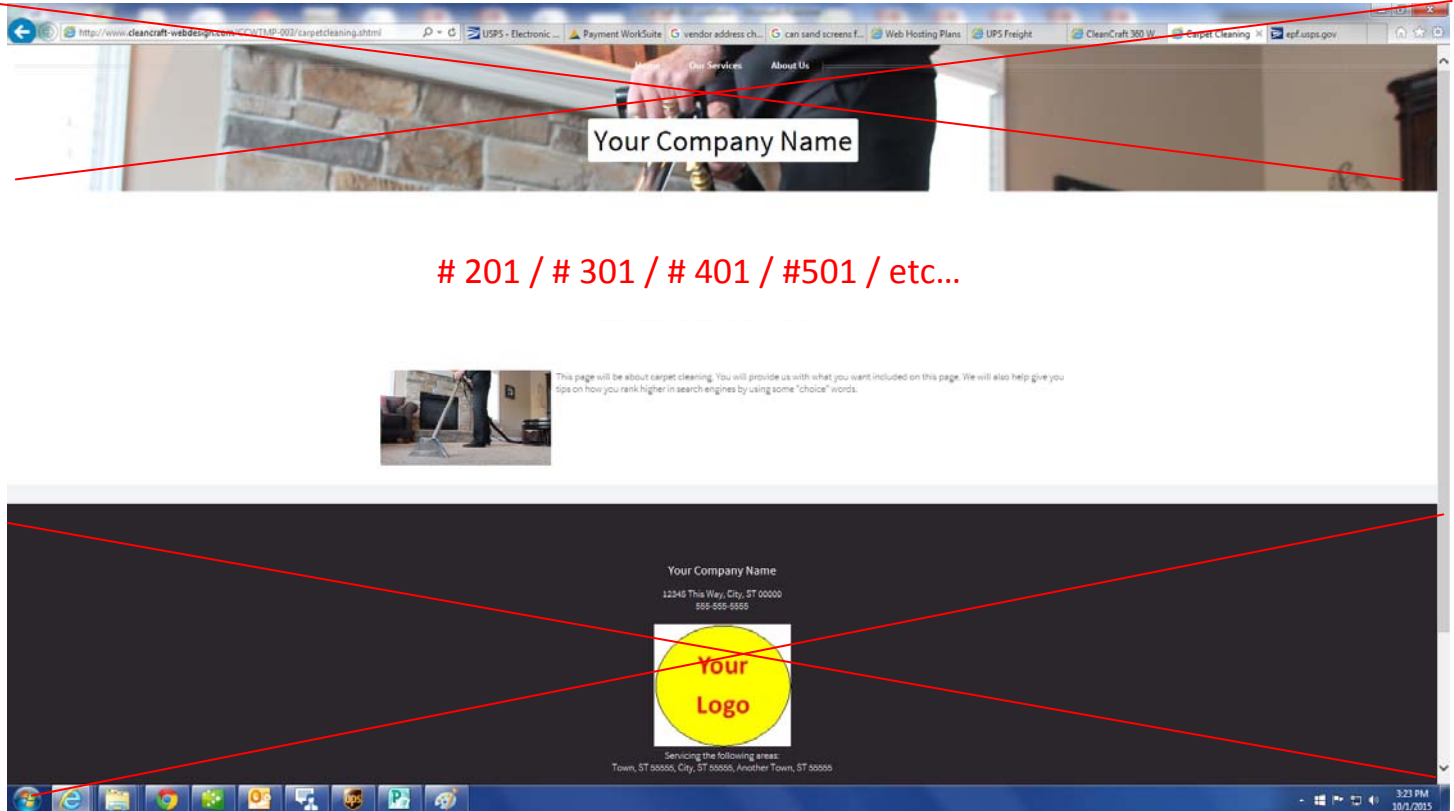 http://www.cleancraft-webdesign.com/CCWTMP-003/carpetcleaning.shtml
USPS - Electronic ...
Payment WorkSuite
vendor address ch...
can sand screens f...
Web Hosting Plans
UPS Freight
CleanCraft 360 W...
Carpet Cleaning
epf.usps.gov
Home Our Services About Us
Your Company Name
# 201 / # 301 / # 401 / #501 / etc...
This page will be about carpet cleaning. You will provide us with what you want included on this page. We will also help give you
tips on how you rank higher in search engines by using some "choice" words.
Your Company Name
12345 This Way, City, ST 00000
555-555-5555
Your
Logo
Servicing the following areas:
Town, ST 55555, City, ST 55555, Another Town, ST 55555
ups
3:23 PM
10/1/2015